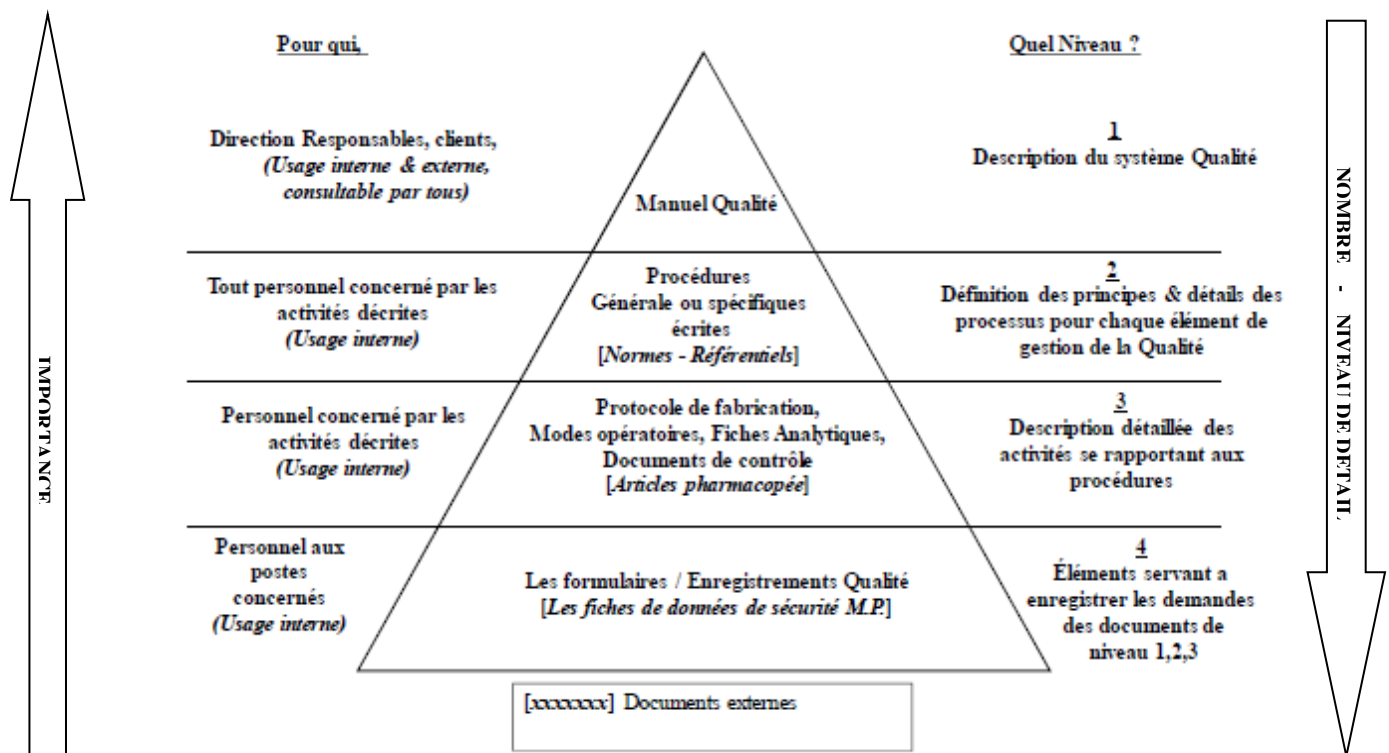 Pour qui,
Quel Niveau ?
Direction Responsables, clients,
(Usage interne & externe,
consultable par tous)
Manuel Qualité
1
Description du système Qualité
Tout personnel concerné par les
activités décrites
(Usage interne)
Procédures
Générale ou spécifiques
écrites
[Normes - Référentiels]
2
Définition des principes & détails des
processus pour chaque élément de
gestion de la Qualité
Personnel concerné par les
activités décrites
(Usage interne)
Protocole de fabrication,
Modes opératoires, Fiches Analytiques,
Documents de contrôle
[Articles pharmacopée]
3
Description détaillée des
activités se rapportant aux
procédures
Personnel aux
postes
concernés
(Usage interne)
Les formulaires / Enregistrements Qualité
[Les fiches de données de sécurité M.P.]
4
Éléments servant a
enregistrer les demandes
des documents de
niveau 1,2,3
[xxxxxxx] Documents externes
IMPORTANCE
NOMBRE - NIVEAU DE DETAIL